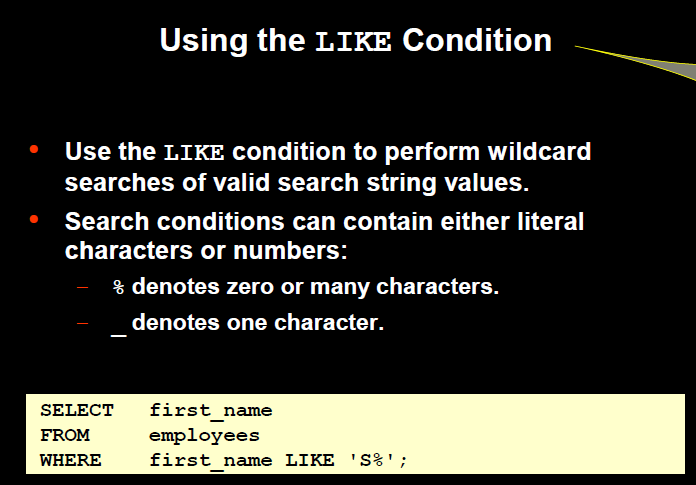 Using the LIKE Condition
• Use the LIKE condition to perform wildcard
searches of valid search string values.
• Search conditions can contain either literal
characters or numbers:
– % denotes zero or many characters.
– _ denotes one character.
SELECT first_name
FROM employees
WHERE first_name LIKE 'S%';